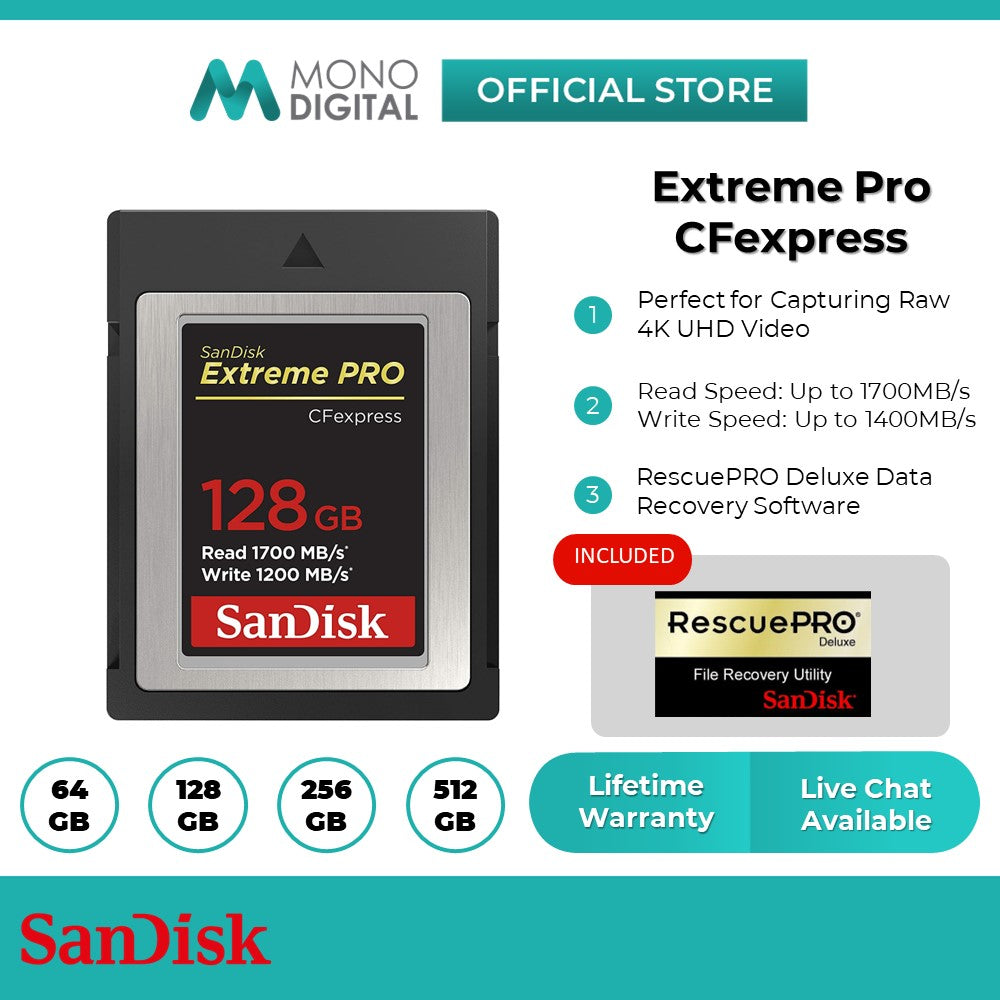 MONO
DIGITAL
OFFICIAL STORE
Extreme Pro
CFexpress
1
Perfect for Capturing Raw
4K UHD Video
2
Read Speed: Up to 1700MB/s
Write Speed: Up to 1400MB/s
3
RescuePRO Deluxe Data
Recovery Software
SanDisk
Extreme PRO
CFexpress
128 GB
Read 1700 MB/s*
Write 1200 MB/s*
SanDisk
INCLUDED
RescuePRO®
Deluxe
File Recovery Utility
SanDisk
64
GB
128
GB
256
GB
512
GB
Lifetime
Warranty
Live Chat
Available
SanDisk